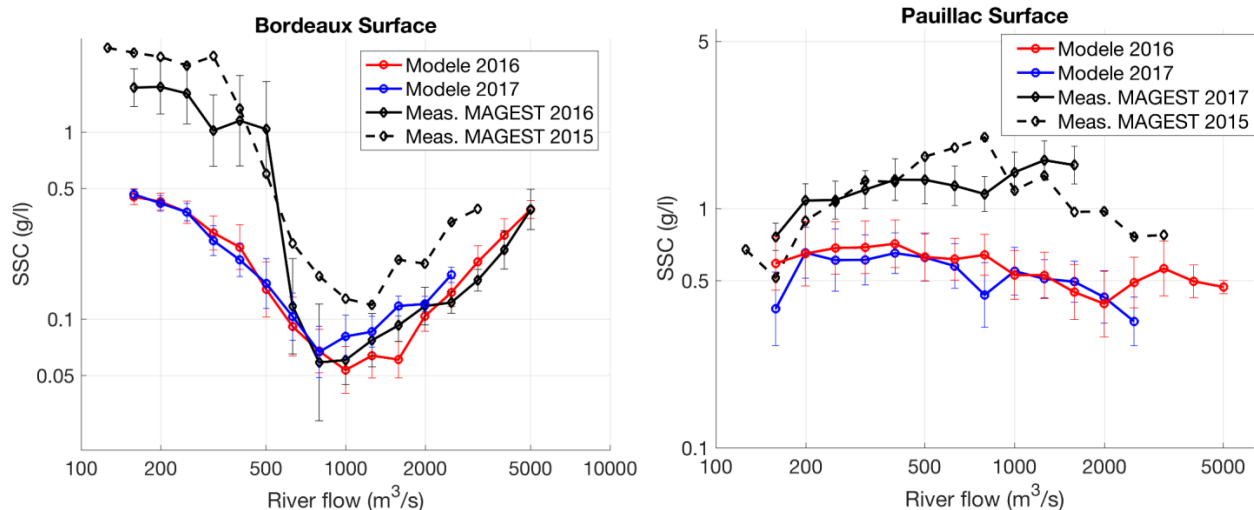 Bordeaux Surface
Modele 2016
Modele 2017
Meas. MAGEST 2016
Meas. MAGEST 2015
SSC (g/l)
1
0.5
0.1
0.05
100 200 500 1000 2000 5000 10000
River flow (m³/s)
Pauillac Surface
Modele 2016
Modele 2017
Meas. MAGEST 2017
Meas. MAGEST 2015
SSC (g/l)
5
1
0.5
0.1
100 200 500 1000 2000 5000
River flow (m³/s)